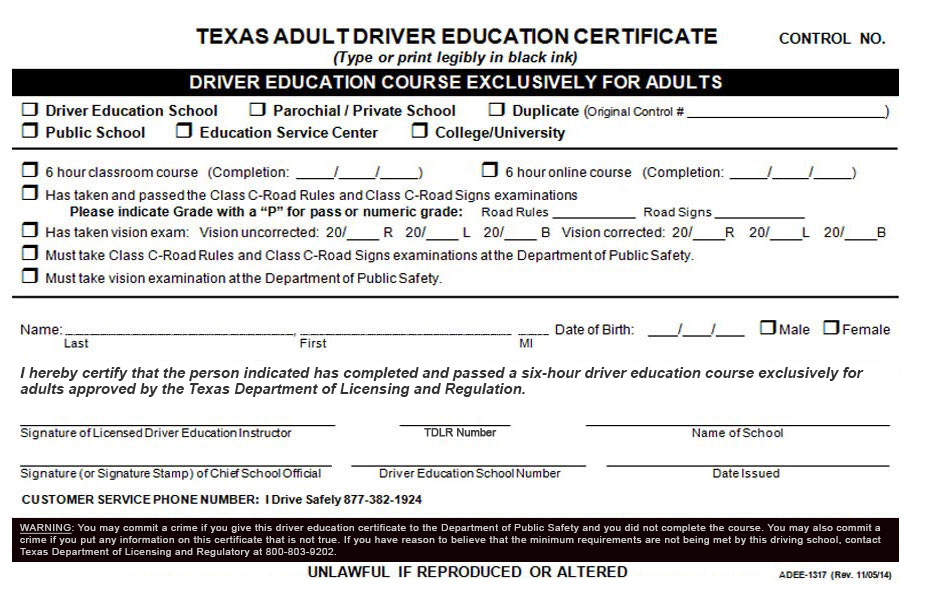 TEXAS ADULT DRIVER EDUCATION CERTIFICATE
CONTROL NO.
(Type or print legibly in black ink)
DRIVER EDUCATION COURSE EXCLUSIVELY FOR ADULTS
Driver Education School Parochial / Private School Duplicate (Original Control # ____________________)
Public School Education Service Center College/University
6 hour classroom course (Completion: ____/____/____) 6 hour online course (Completion: ____/____/____)
Has taken and passed the Class C-Road Rules and Class C-Road Signs examinations
Please indicate Grade with a “P” for pass or numeric grade: Road Rules __________ Road Signs __________
Has taken vision exam: Vision uncorrected: 20/____ R 20/____ L 20/____ B Vision corrected: 20/____R 20/____L 20/____B
Must take Class C-Road Rules and Class C-Road Signs examinations at the Department of Public Safety.
Must take vision examination at the Department of Public Safety.
Name: ____________________, ____________________ ____ Date of Birth: ____/____/____ Male Female
Last First MI
I hereby certify that the person indicated has completed and passed a six-hour driver education course exclusively for
adults approved by the Texas Department of Licensing and Regulation.
Signature of Licensed Driver Education Instructor TDLR Number Name of School
Signature (or Signature Stamp) of Chief School Official Driver Education School Number Date Issued
CUSTOMER SERVICE PHONE NUMBER: I Drive Safely 877-382-1924
WARNING: You may commit a crime if you give this driver education certificate to the Department of Public Safety and you did not complete the course. You may also commit a
crime if you put any information on this certificate that is not true. If you have reason to believe that the minimum requirements are not being met by this driving school, contact
Texas Department of Licensing and Regulatory at 800-803-9202.
UNLAWFUL IF REPRODUCED OR ALTERED
ADEE-1317 (Rev. 11/05/14)